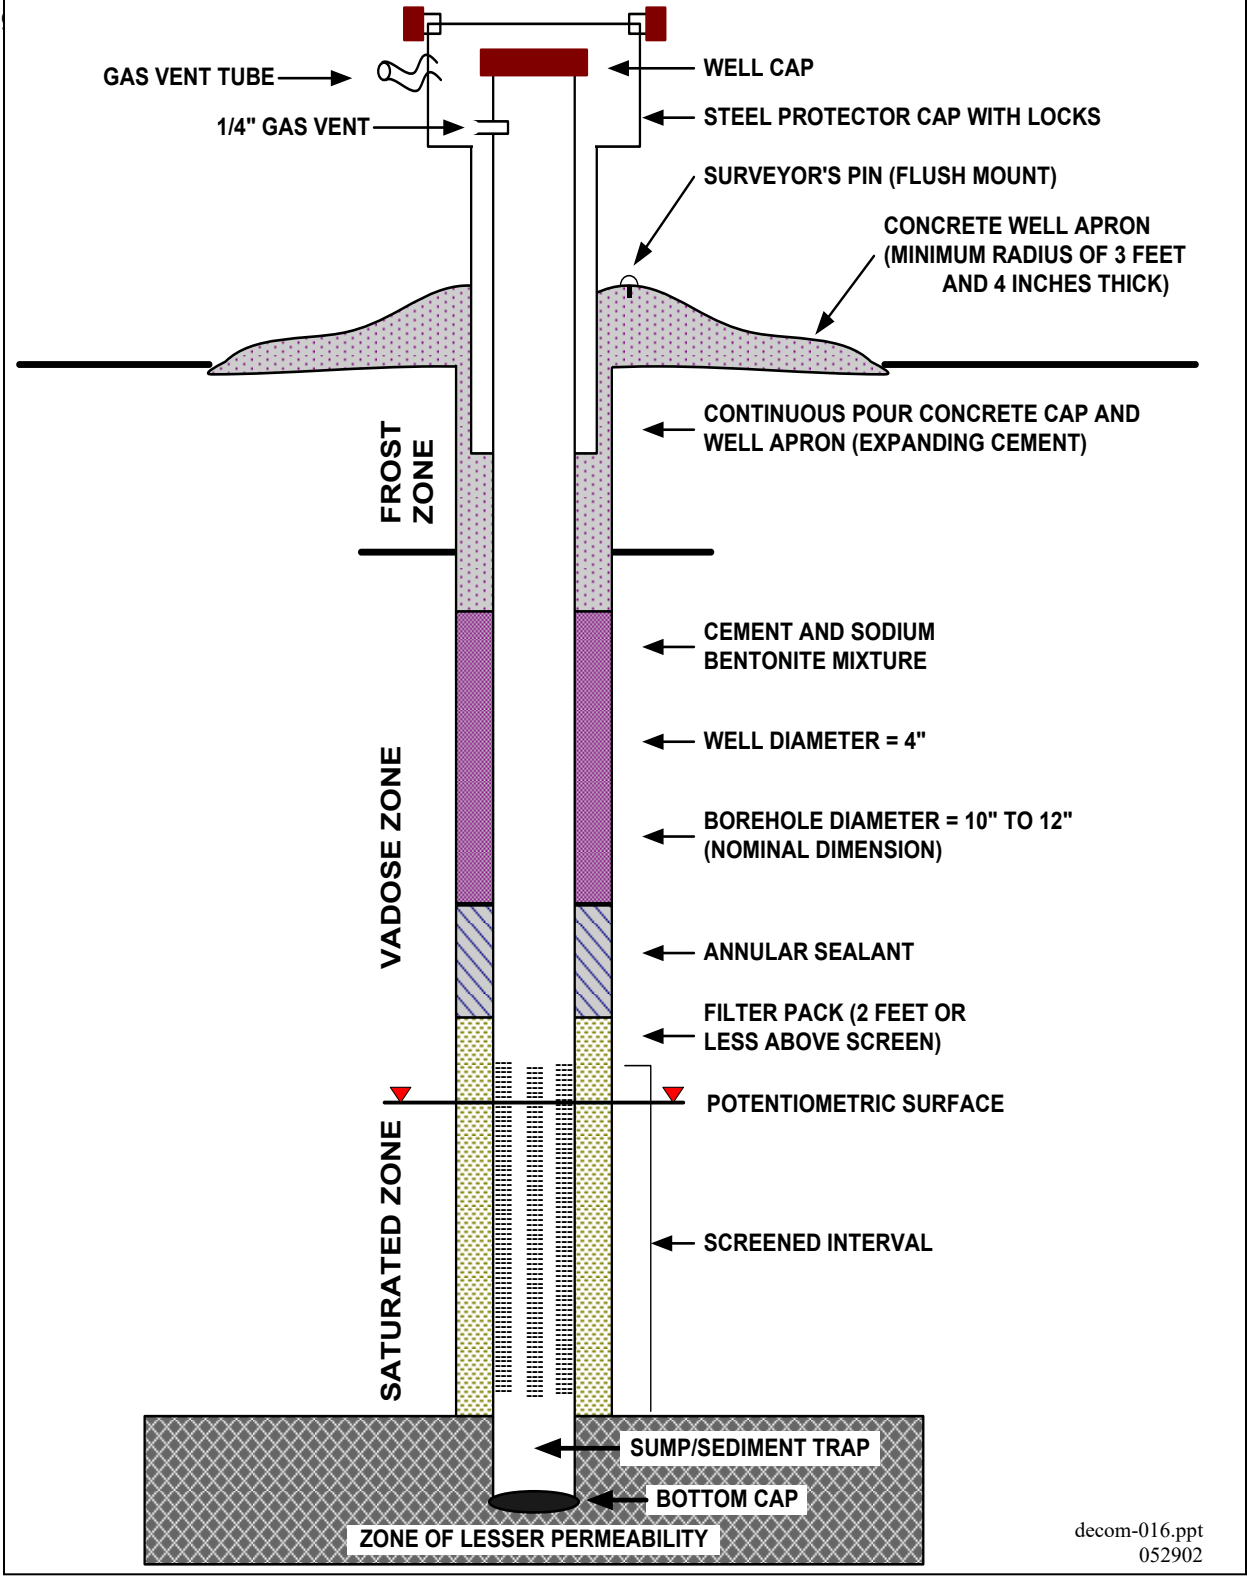 GAS VENT TUBE
WELL CAP
1/4" GAS VENT
STEEL PROTECTOR CAP WITH LOCKS
SURVEYOR'S PIN (FLUSH MOUNT)
CONCRETE WELL APRON
(MINIMUM RADIUS OF 3 FEET
AND 4 INCHES THICK)
CONTINUOUS POUR CONCRETE CAP AND
WELL APRON (EXPANDING CEMENT)
FROST
ZONE
CEMENT AND SODIUM
BENTONITE MIXTURE
WELL DIAMETER = 4"
BOREHOLE DIAMETER = 10" TO 12"
(NOMINAL DIMENSION)
VADOSE ZONE
ANNULAR SEALANT
FILTER PACK (2 FEET OR
LESS ABOVE SCREEN)
POTENTIOMETRIC SURFACE
SATURATED ZONE
SCREENED INTERVAL
SUMP/SEDIMENT TRAP
BOTTOM CAP
ZONE OF LESSER PERMEABILITY
decom-016.ppt
052902